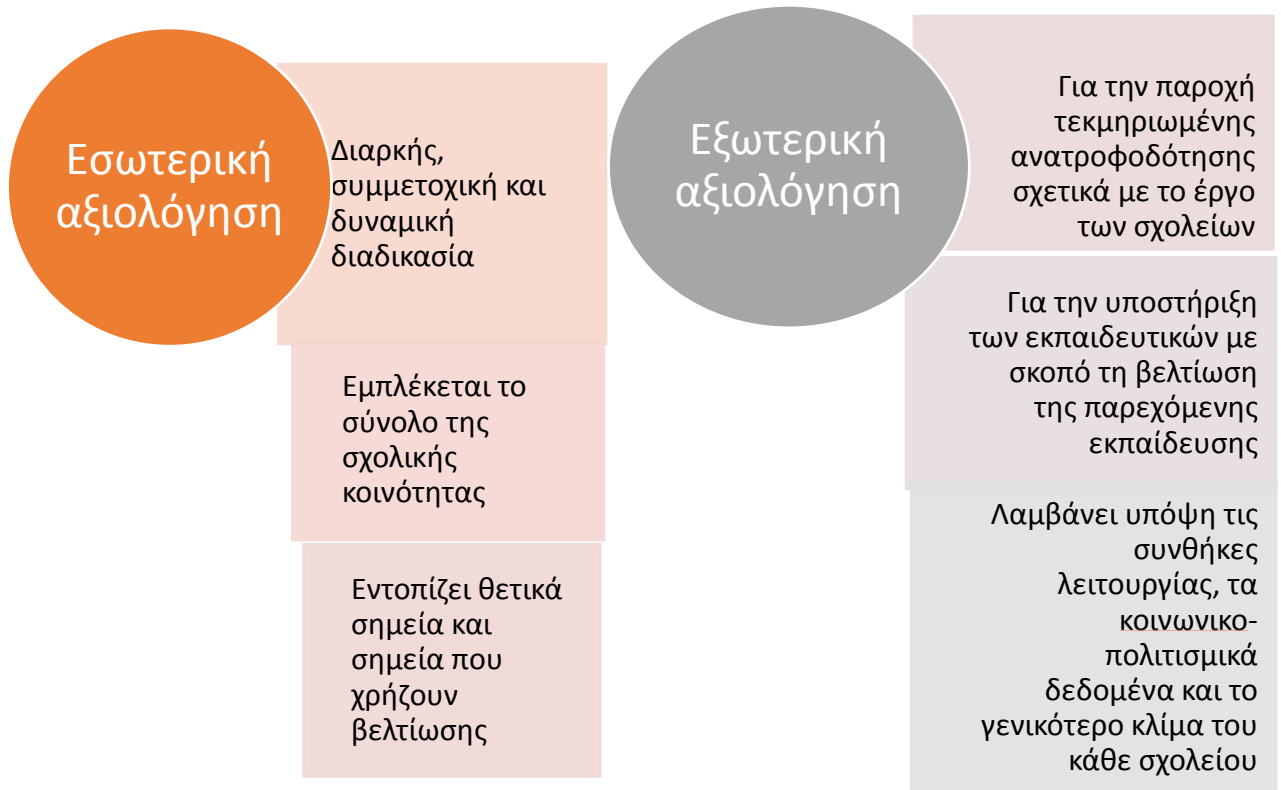 Εσωτερική
αξιολόγηση
Διαρκής,
συμμετοχική και
δυναμική
διαδικασία
Εμπλέκεται το
σύνολο της
σχολικής
κοινότητας
Εντοπίζει θετικά
σημεία και
σημεία που
χρήζουν
βελτίωσης
Εξωτερική
αξιολόγηση
Για την παροχή
τεκμηριωμένης
ανατροφοδότησης
σχετικά με το έργο
των σχολείων
Για την υποστήριξη
των εκπαιδευτικών με
σκοπό τη βελτίωση
της παρεχόμενης
εκπαίδευσης
Λαμβάνει υπόψη τις
συνθήκες
λειτουργίας, τα
κοινωνικο-
πολιτισμικά
δεδομένα και το
γενικότερο κλίμα του
κάθε σχολείου